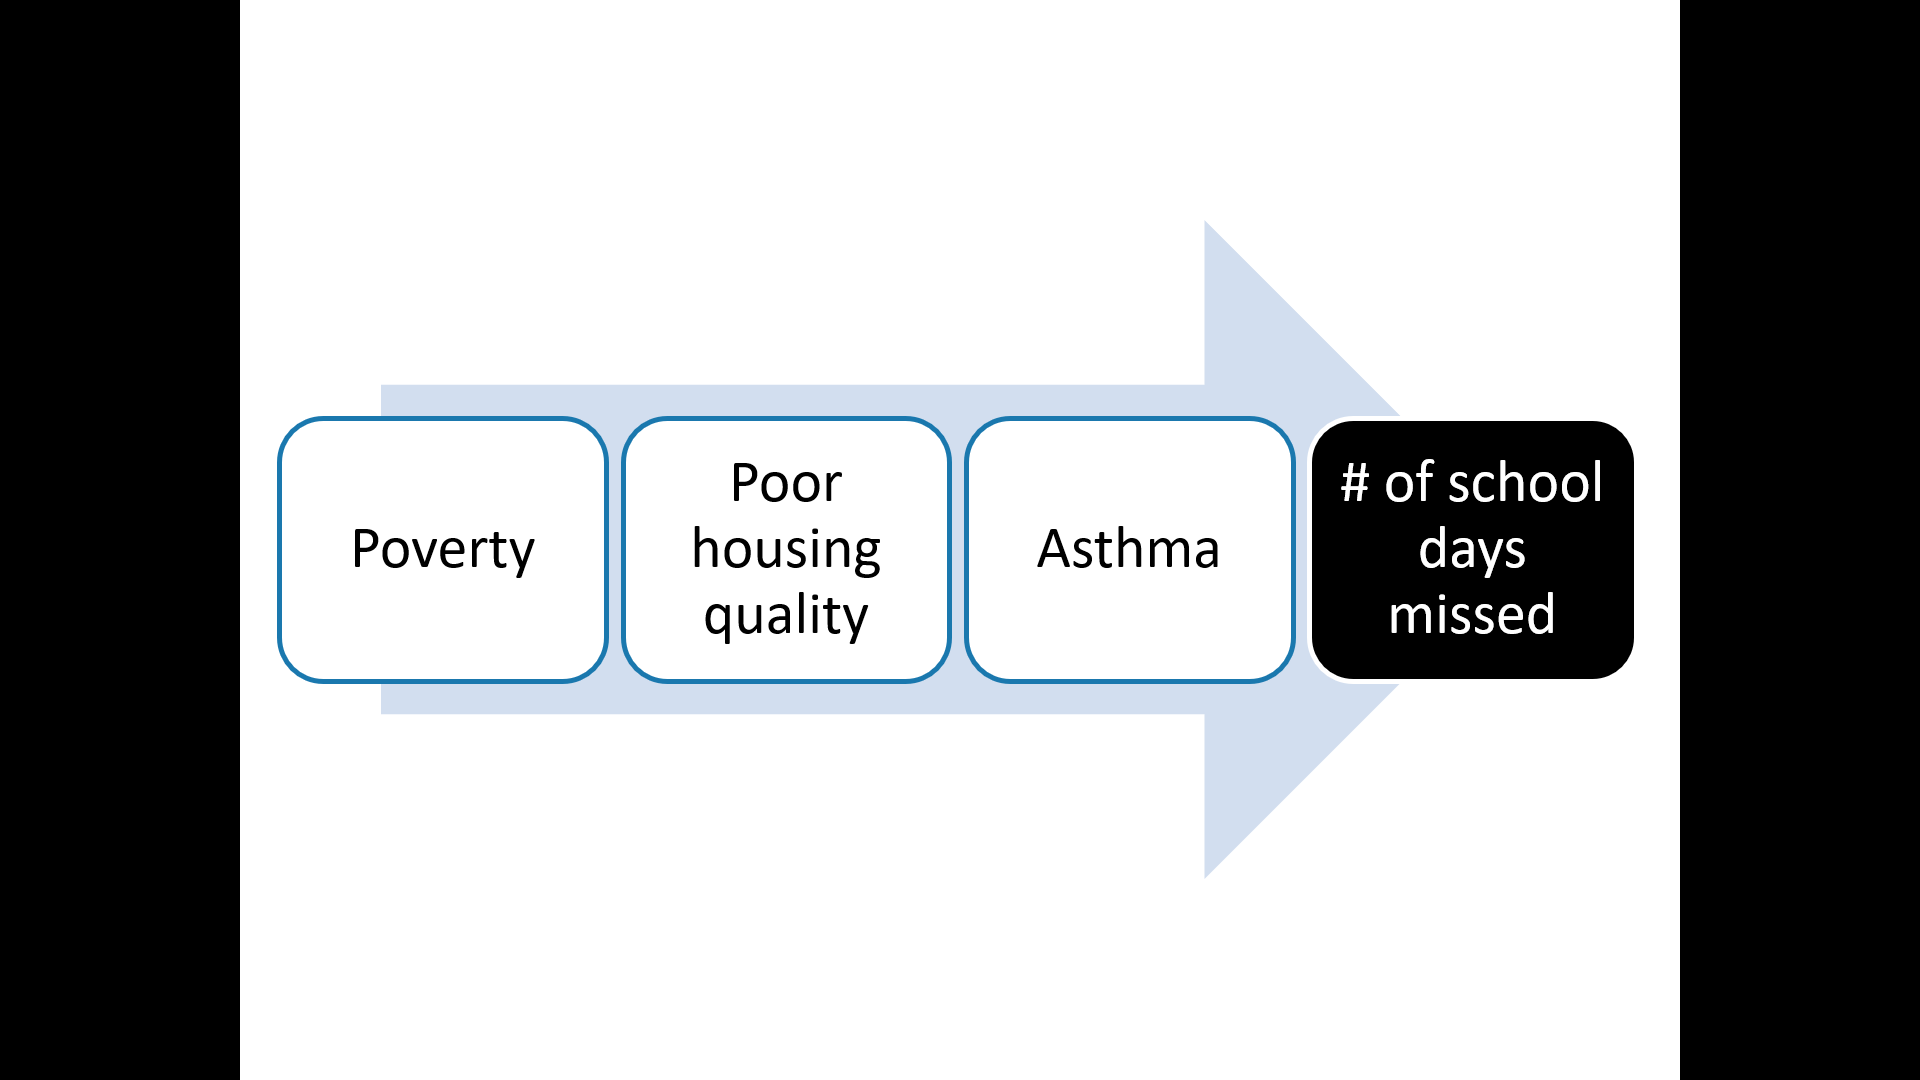 Poverty
Poor
housing
quality
Asthma
# of school
days
missed